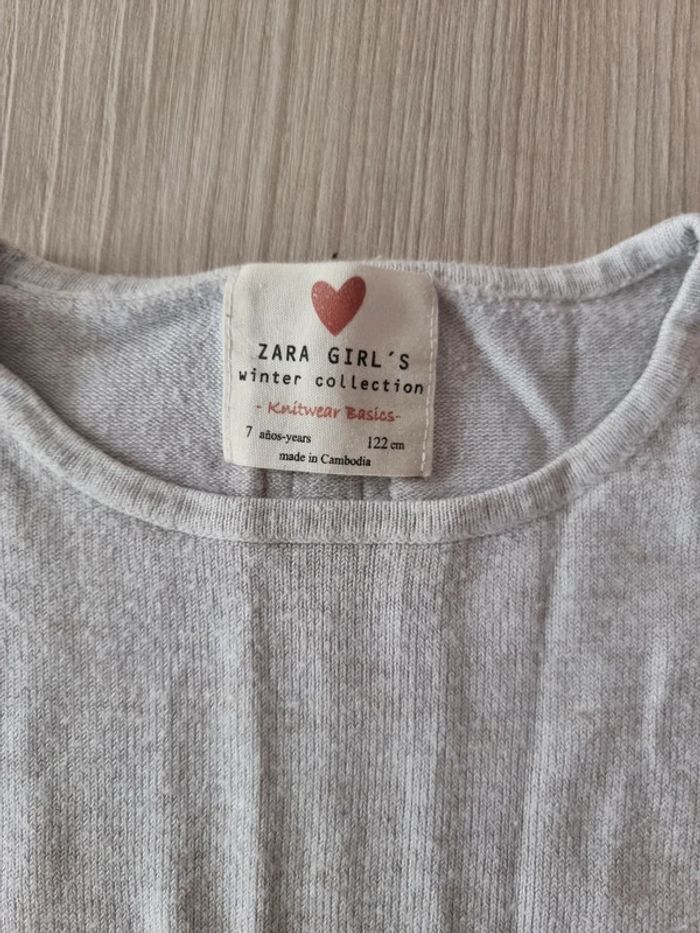 ZARA GIRL´S
winter collection
- Knitwear Basics-
7 años-years 122 cm
made in Cambodia